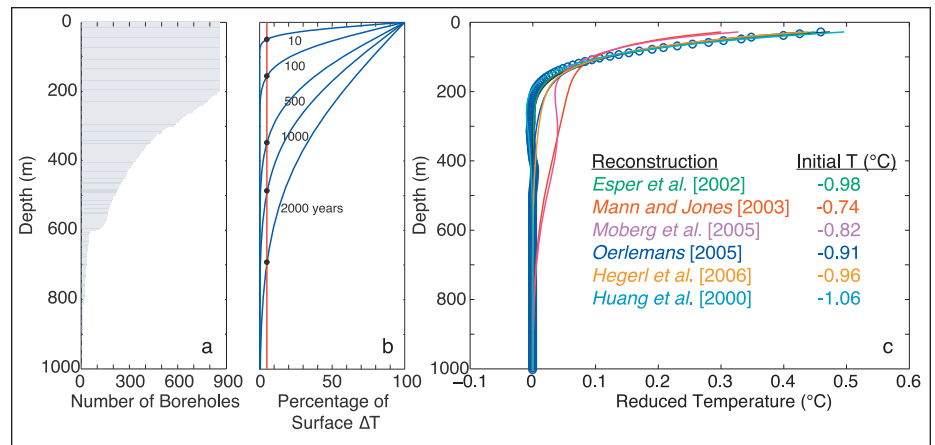 0
200
400
600
800
1000
Depth (m)
0
300
600
900
Number of Boreholes
a
10
100
500
1000
2000 years
Depth (m)
0
50
100
Percentage of
Surface ΔT
b
0
200
400
600
800
1000
Depth (m)
Reconstruction Initial T (°C)
Esper et al. [2002] -0.98
Mann and Jones [2003] -0.74
Moberg et al. [2005] -0.82
Oerlemans [2005] -0.91
Hegerl et al. [2006] -0.96
Huang et al. [2000] -1.06
c
-0.1
0
0.1
0.2
0.3
0.4
0.5
0.6
Reduced Temperature (°C)